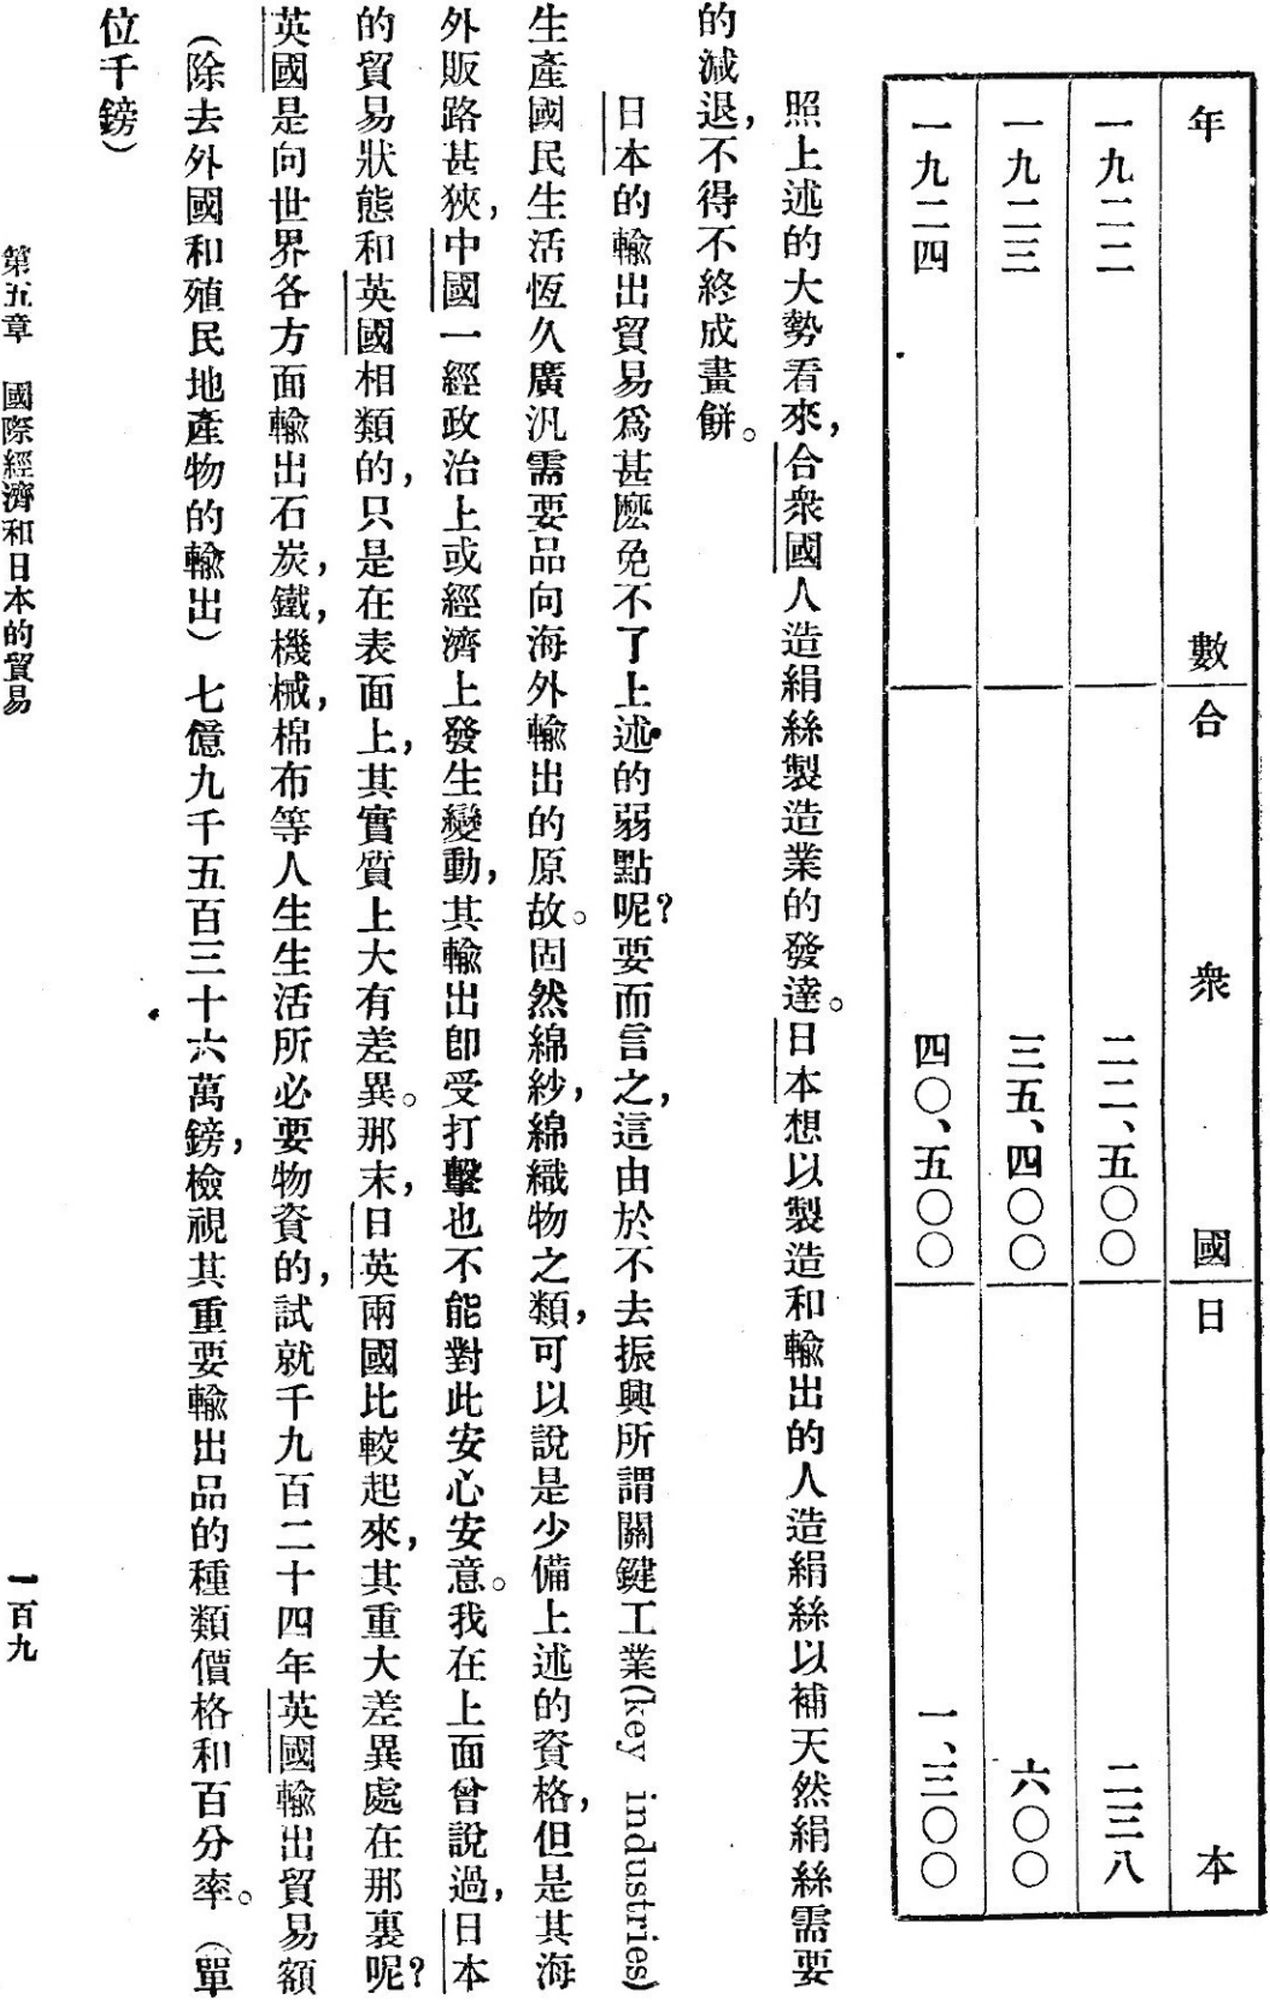 年數 合衆國 日本
一九二二 二二、五〇〇 二三八
一九二三 三五、四〇〇 六〇〇
一九二四 四〇、五〇〇 一、三〇〇
照上述的大勢看來，合衆國人造絹絲製造業的發達。日本想以製造和輸出的人造絹絲以補天然絹絲需要
的減退，不得不終成畫餅。
日本的輸出貿易爲甚麽免不了上述的弱點呢？要而言之，這由於不去振興所謂關鍵工業(key industries)
生產國民生活恆久廣汎需要品向海外輸出的原故。固然綿紗，綿織物之類，可以說是少備上述的資格，但是其海
外販路甚狹，中國一經政治上或經濟上發生變動，其輸出卽受打擊也不能對此安心安意。我在上面曾說過，日本
的貿易狀態和英國相類的，只是在表面上，其實質上大有差異。那末，日英兩國比較起來，其重大差異處在那裏呢？
英國是向世界各方面輸出石炭，鐵，機械，棉布等人生生活所必要物資的，試就千九百二十四年英國輸出貿易額
（除去外國和殖民地產物的輸出）七億九千五百三十六萬鎊，檢視其重要輸出品的種類價格和百分率。（單
位千鎊）
第五章　國際經濟和日本的貿易
一百九